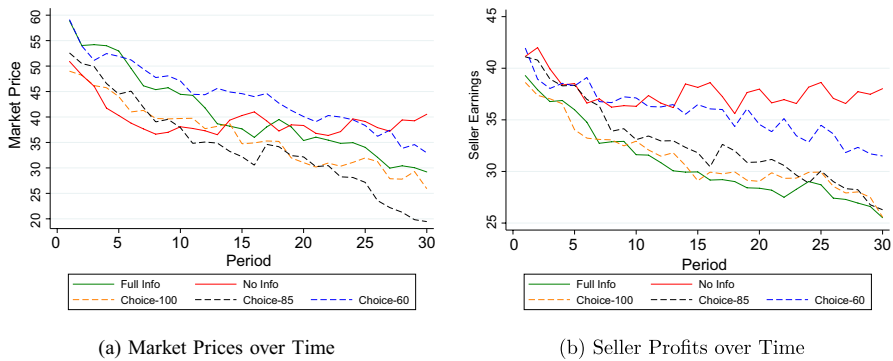 Market Price
60
55
50
45
40
35
30
25
20
0 5 10 15 20 25 30
Period
Full Info No Info
Choice-100 Choice-85 Choice-60
(a) Market Prices over Time
Seller Earnings
45
40
35
30
25
0 5 10 15 20 25 30
Period
Full Info No Info
Choice-100 Choice-85 Choice-60
(b) Seller Profits over Time